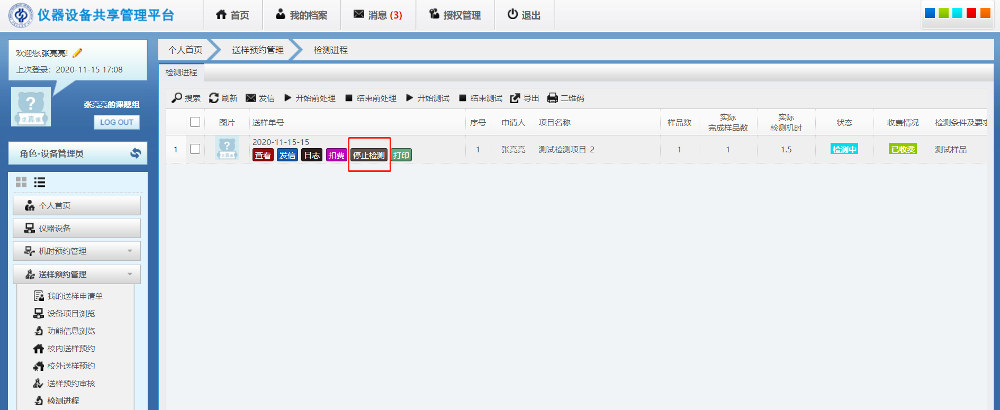 仪器设备共享管理平台
首页
我的档案
消息 (3)
授权管理
退出
欢迎您,张亮亮!
上次登录：2020-11-15 17:08
?
求真像
张亮亮的课题组
LOG OUT
角色-设备管理员
个人首页
仪器设备
机时预约管理
送样预约管理
我的送样申请单
设备项目浏览
功能信息浏览
校内送样预约
校外送样预约
送样预约审核
检测进程
个人首页 送样预约管理 检测进程
检测进程
搜索 刷新 发信 开始前处理 结束前处理 开始测试 结束测试 导出 二维码
图片 送样单号 序号 申请人 项目名称 样品数 实际 完成样品数 实际 检测机时 状态 收费情况 检测条件及要求
1 ? 求真像 2020-11-15-15 1 张亮亮 测试检测项目-2 1 1 1.5 检测中 已收费 测试样品
查看 发信 日志 扣费 停止检测 打印